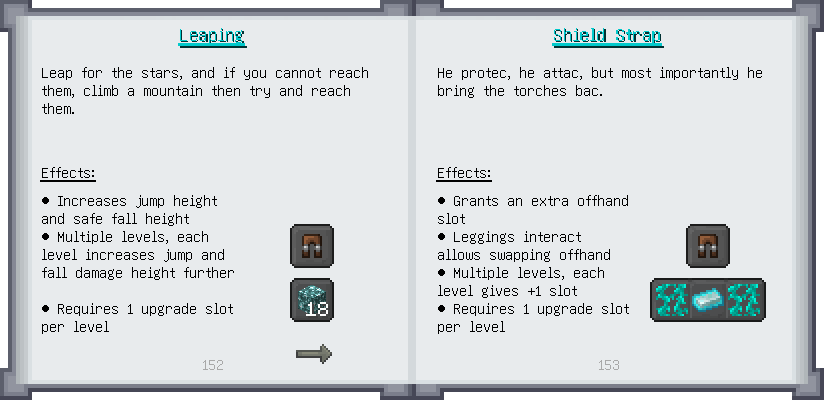 Leaping
Leap for the stars, and if you cannot reach
them, climb a mountain then try and reach
them.
Effects:
● Increases jump height
and safe fall height
● Multiple levels, each
level increases jump and
fall damage height further
● Requires 1 upgrade slot
per level
18
152
Shield Strap
He protec, he attac, but most importantly he
bring the torches bac.
Effects:
● Grants an extra offhand
slot
● Leggings interact
allows swapping offhand
● Multiple levels, each
level gives +1 slot
● Requires 1 upgrade slot
per level
153